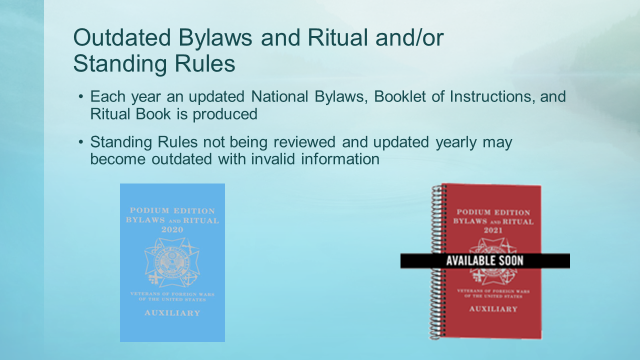 Outdated Bylaws and Ritual and/or
Standing Rules
• Each year an updated National Bylaws, Booklet of Instructions, and
Ritual Book is produced
• Standing Rules not being reviewed and updated yearly may
become outdated with invalid information
PODIUM EDITION
BYLAWS AND RITUAL
2020
VETERANS OF FOREIGN WARS
OF THE UNITED STATES
AUXILIARY
PODIUM EDITION
BYLAWS AND RITUAL
2021
AVAILABLE SOON
VETERANS OF FOREIGN WARS
OF THE UNITED STATES
AUXILIARY